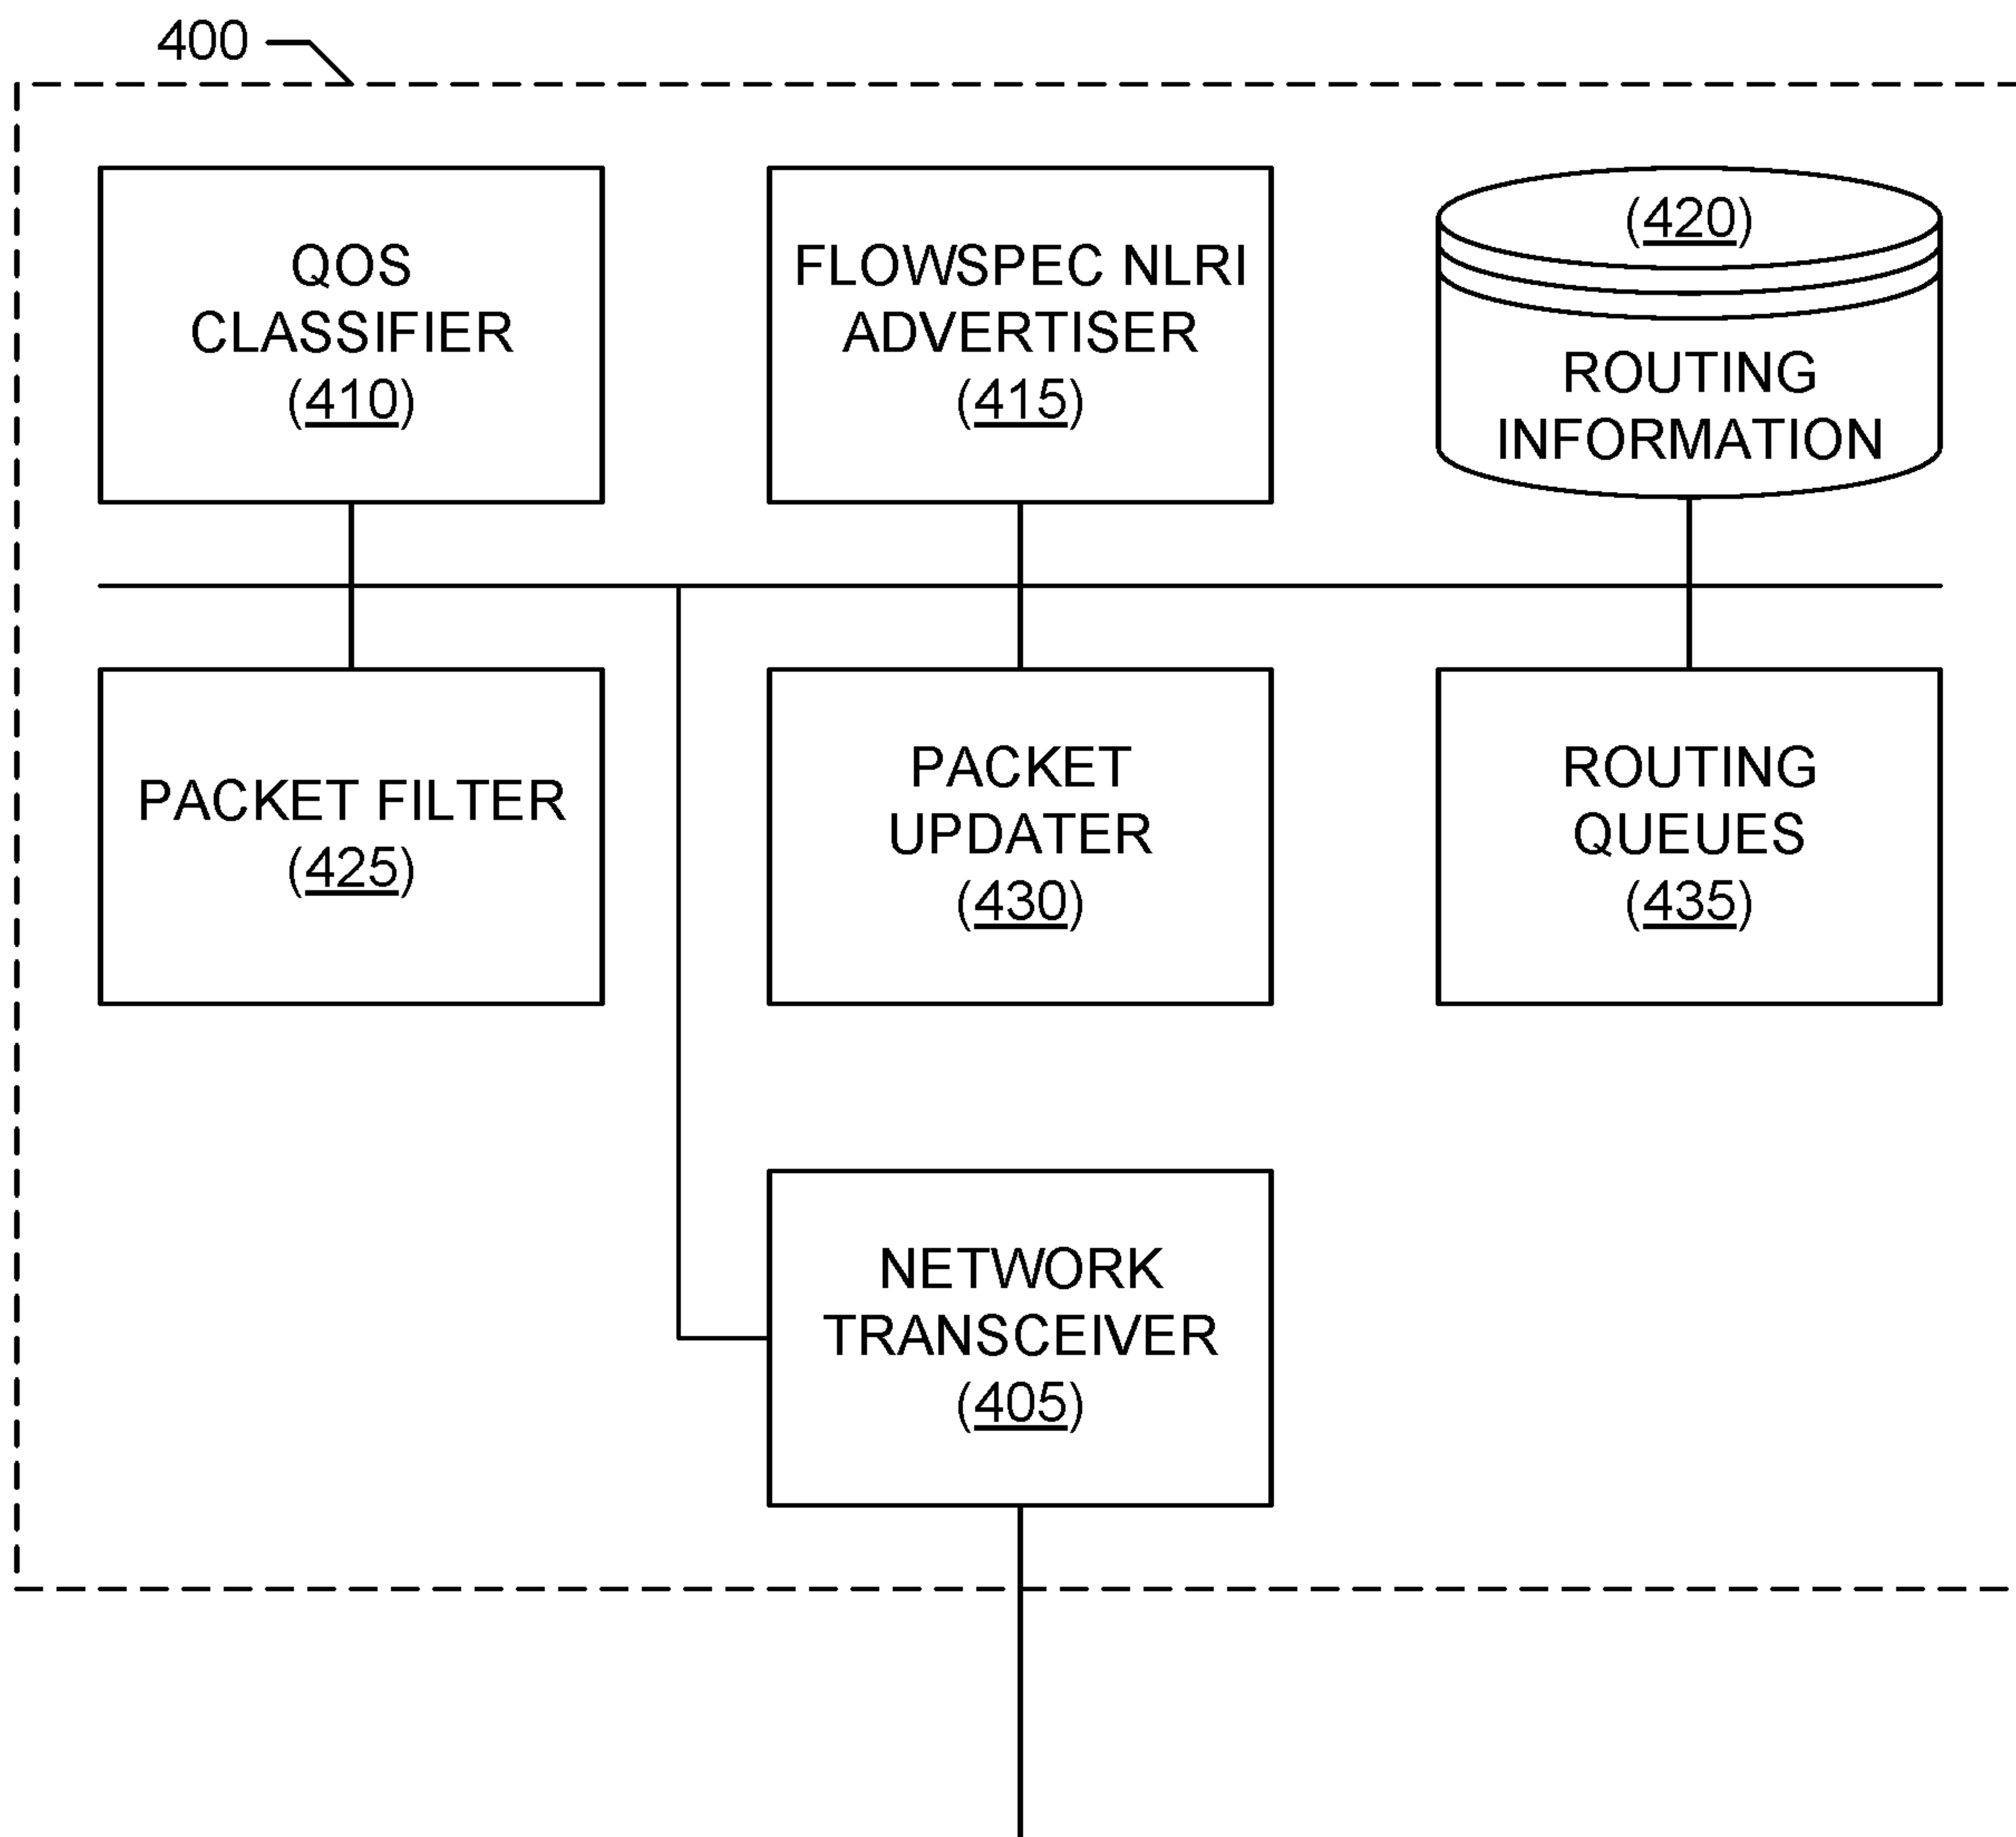 400
QOS
CLASSIFIER
(410)
FLOWSPEC NLRI
ADVERTISER
(415)
(420)
ROUTING
INFORMATION
PACKET FILTER
(425)
PACKET
UPDATER
(430)
ROUTING
QUEUES
(435)
NETWORK
TRANSCEIVER
(405)